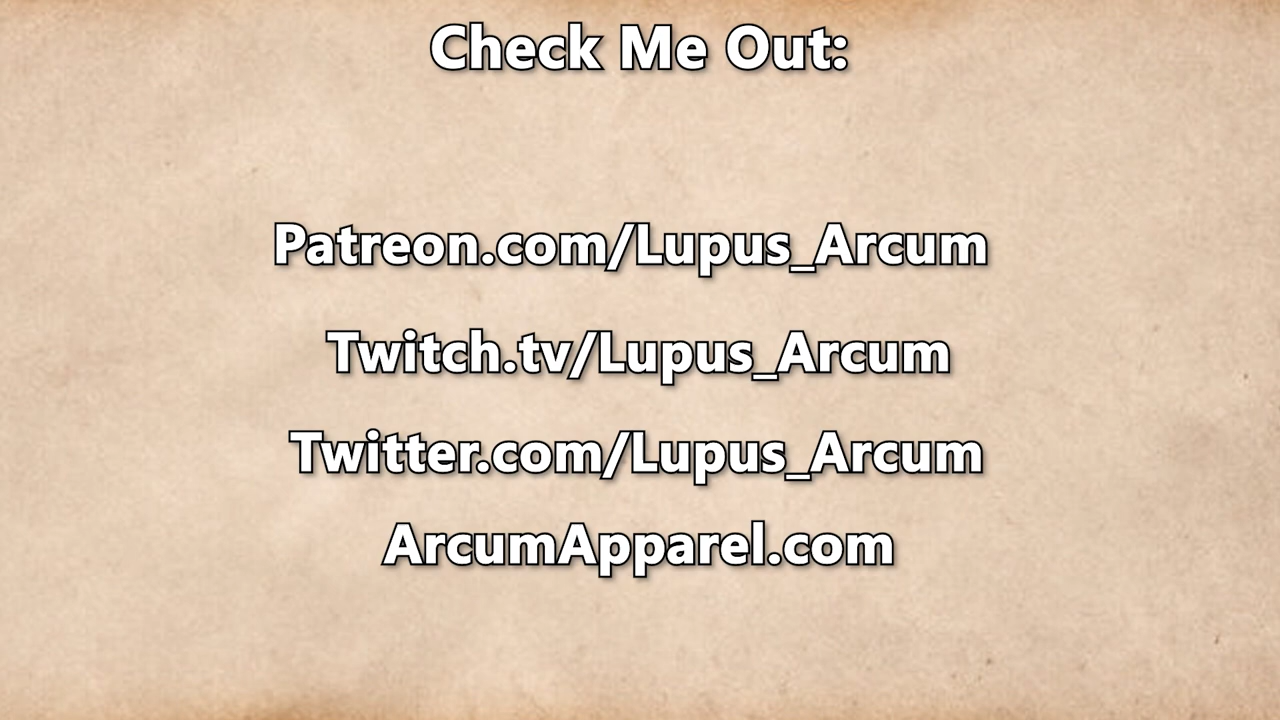 Check Me Out:
Patreon.com/Lupus_Arcum
Twitch.tv/Lupus_Arcum
Twitter.com/Lupus_Arcum
ArcumApparel.com